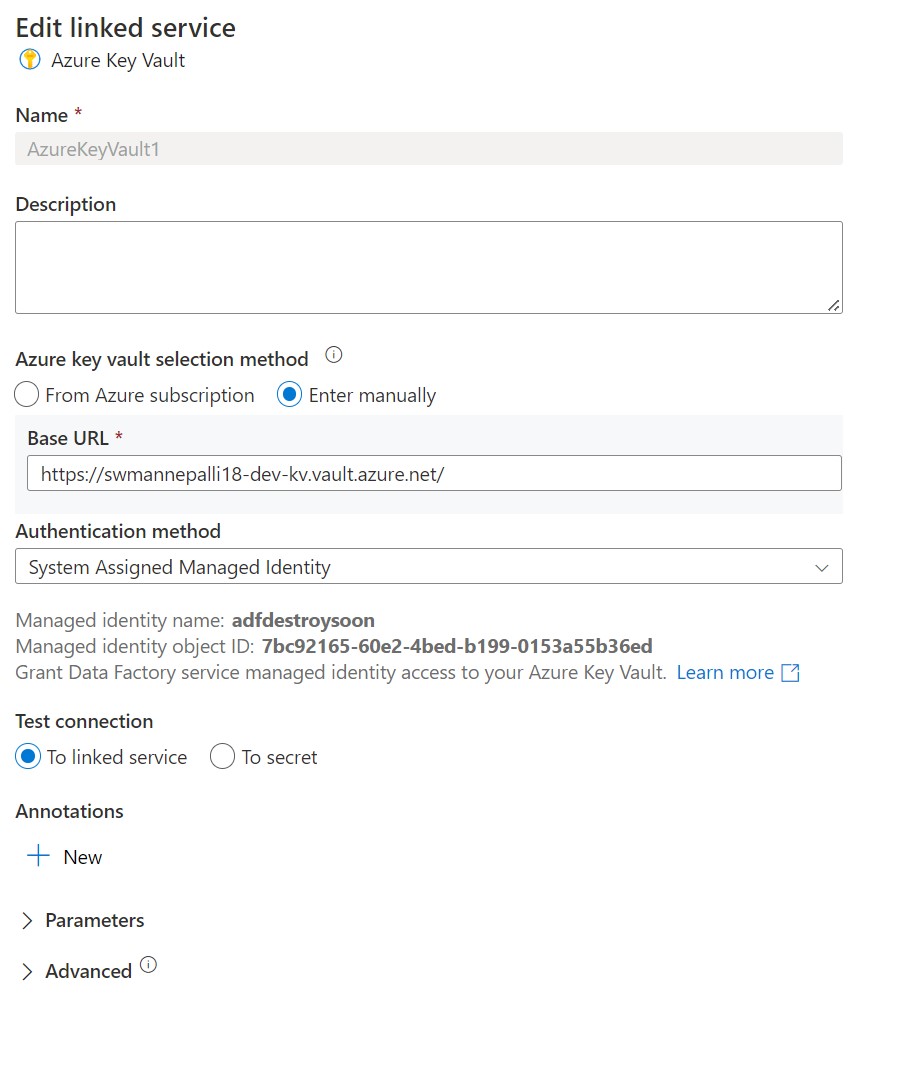 Edit linked service
Azure Key Vault
Name *
AzureKeyVault1
Description
Azure key vault selection method
From Azure subscription Enter manually
Base URL *
https://swmannepalli18-dev-kv.vault.azure.net/
Authentication method
System Assigned Managed Identity
Managed identity name: adfdestroysoon
Managed identity object ID: 7bc92165-60e2-4bed-b199-0153a55b36ed
Grant Data Factory service managed identity access to your Azure Key Vault. Learn more
Test connection
To linked service To secret
Annotations
New
Parameters
Advanced